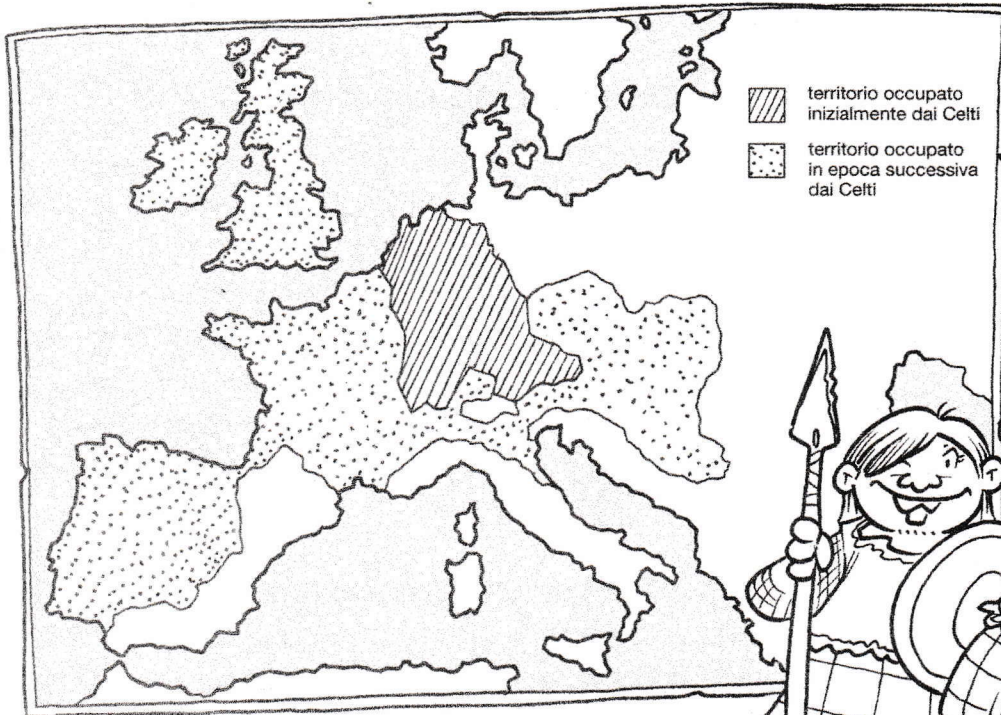 territorio occupato
inizialmente dai Celti
territorio occupato
in epoca successiva
dai Celti